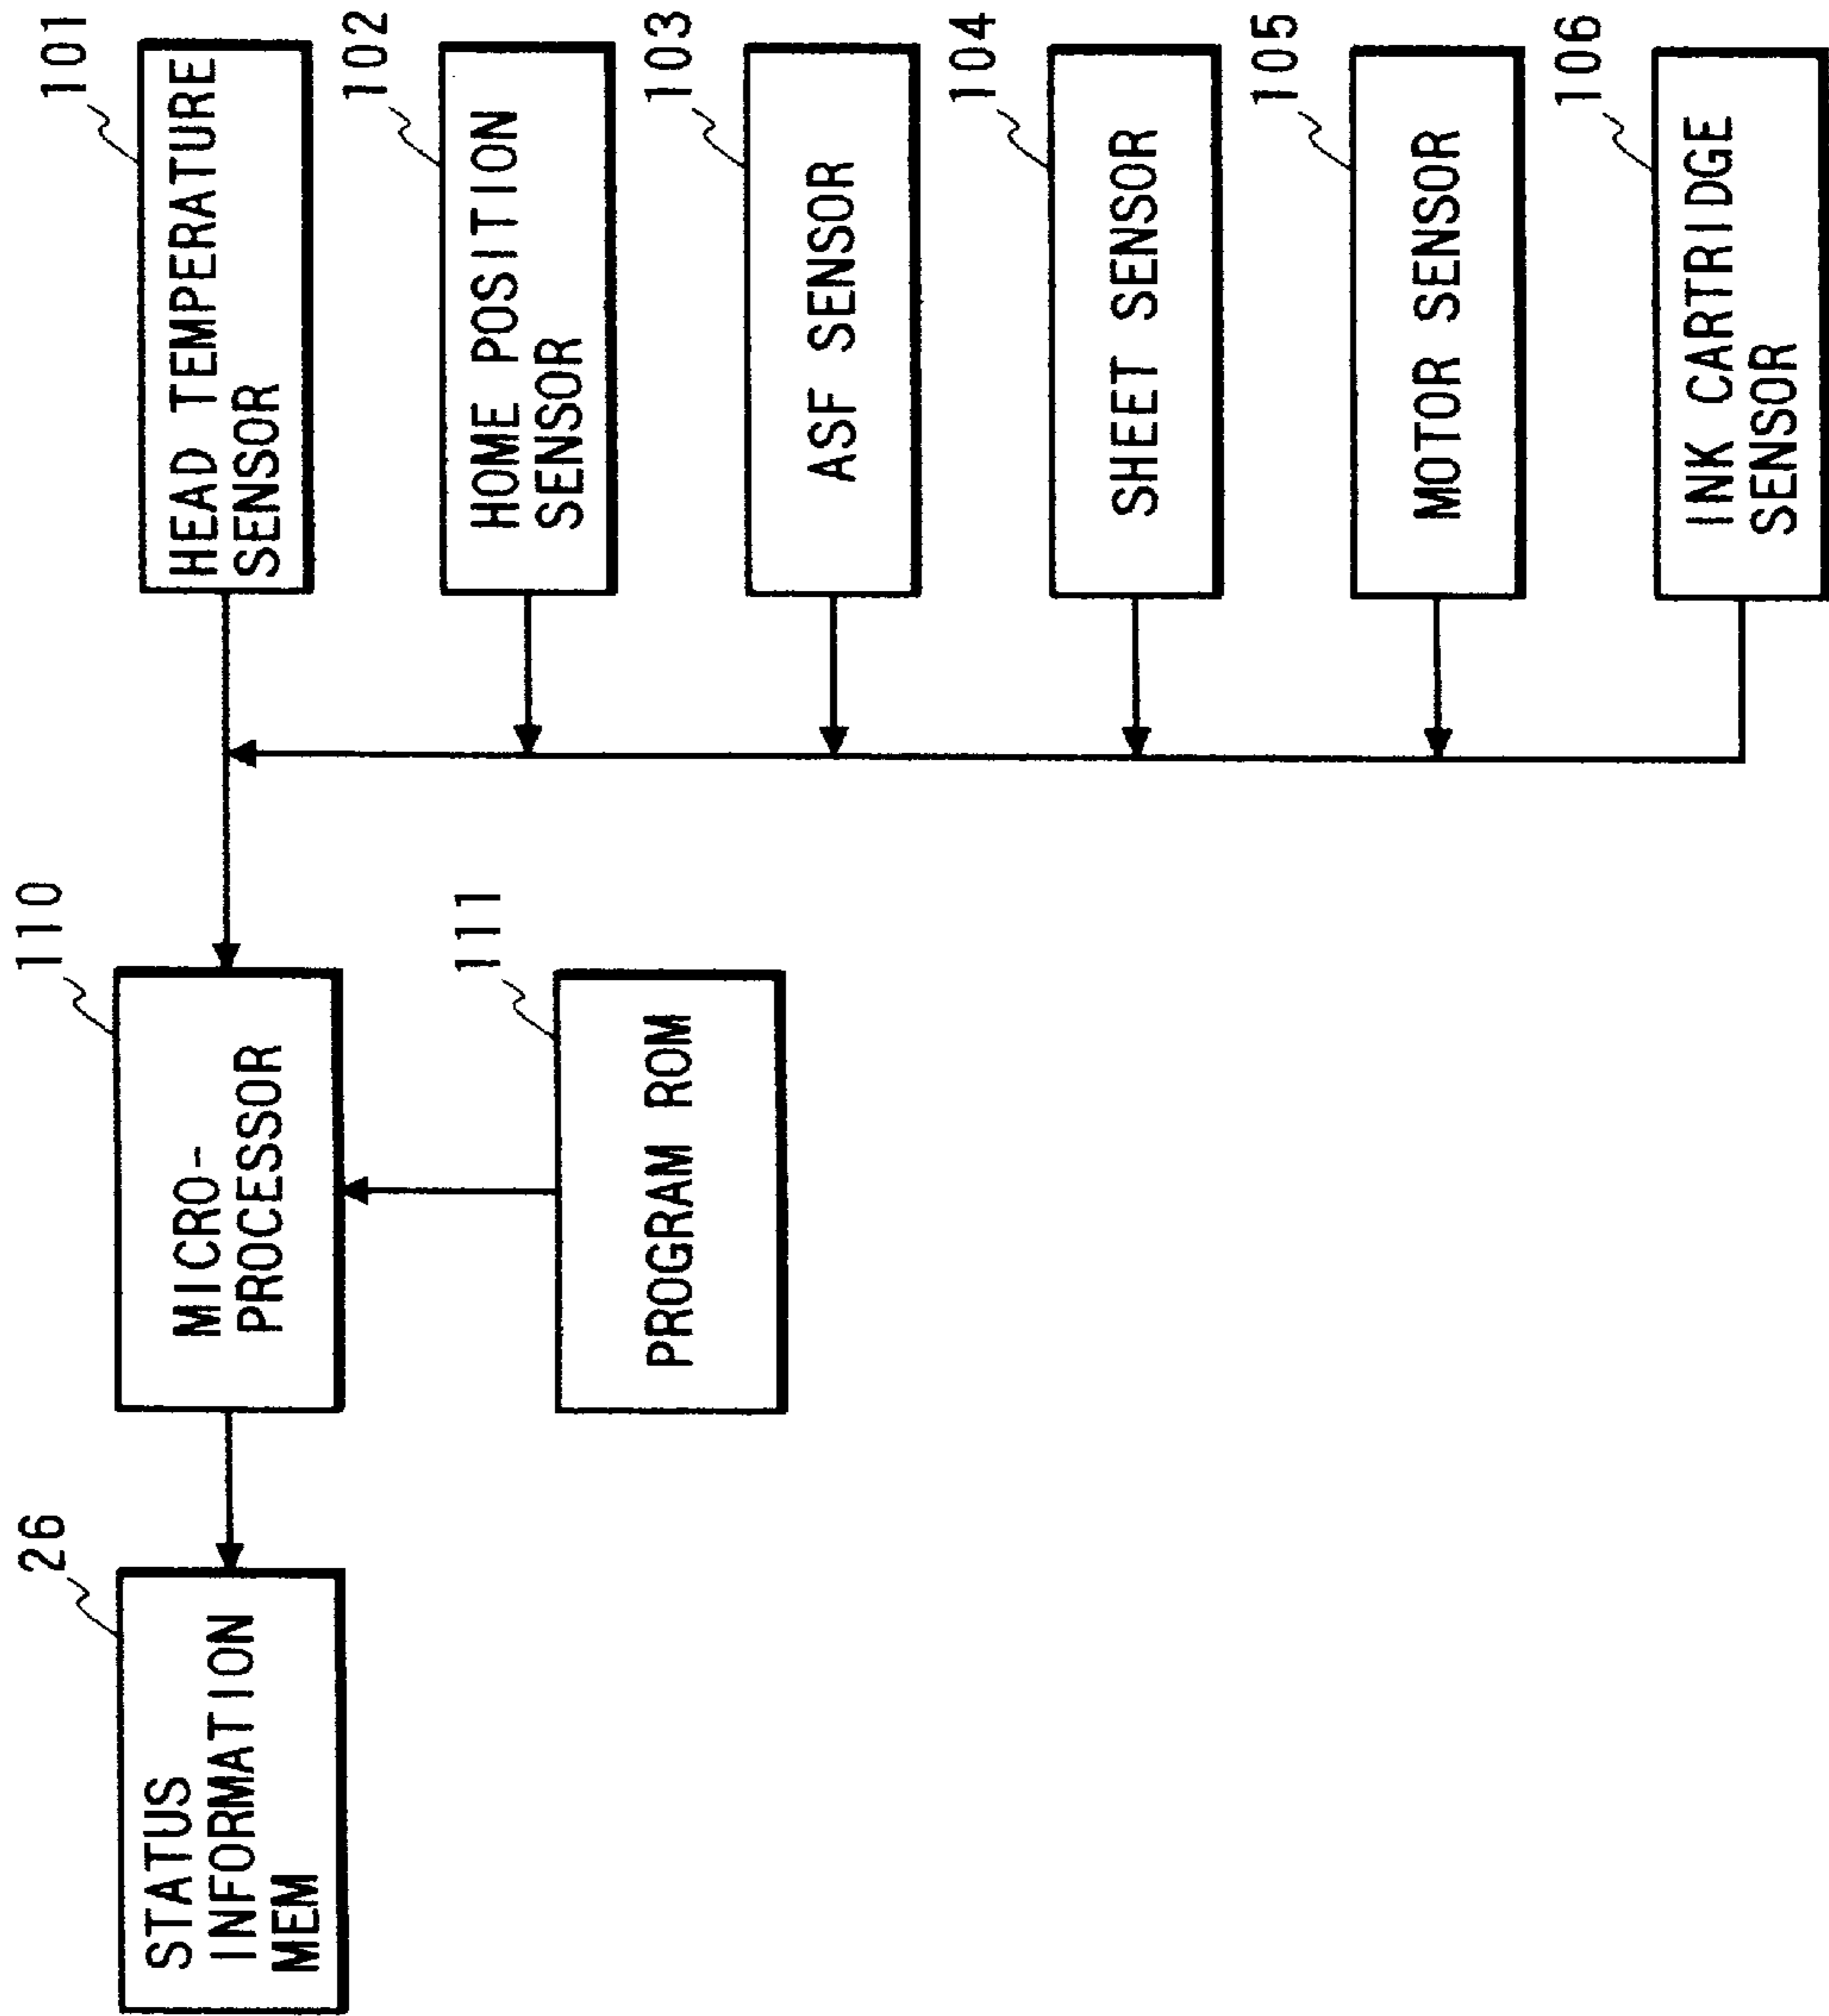 26
STATUS
INFORMATION
MEM
110
MICRO-
PROCESSOR
111
PROGRAM ROM
101
HEAD TEMPERATURE
SENSOR
102
HOME POSITION
SENSOR
103
ASF SENSOR
104
SHEET SENSOR
105
MOTOR SENSOR
106
INK CARTRIDGE
SENSOR